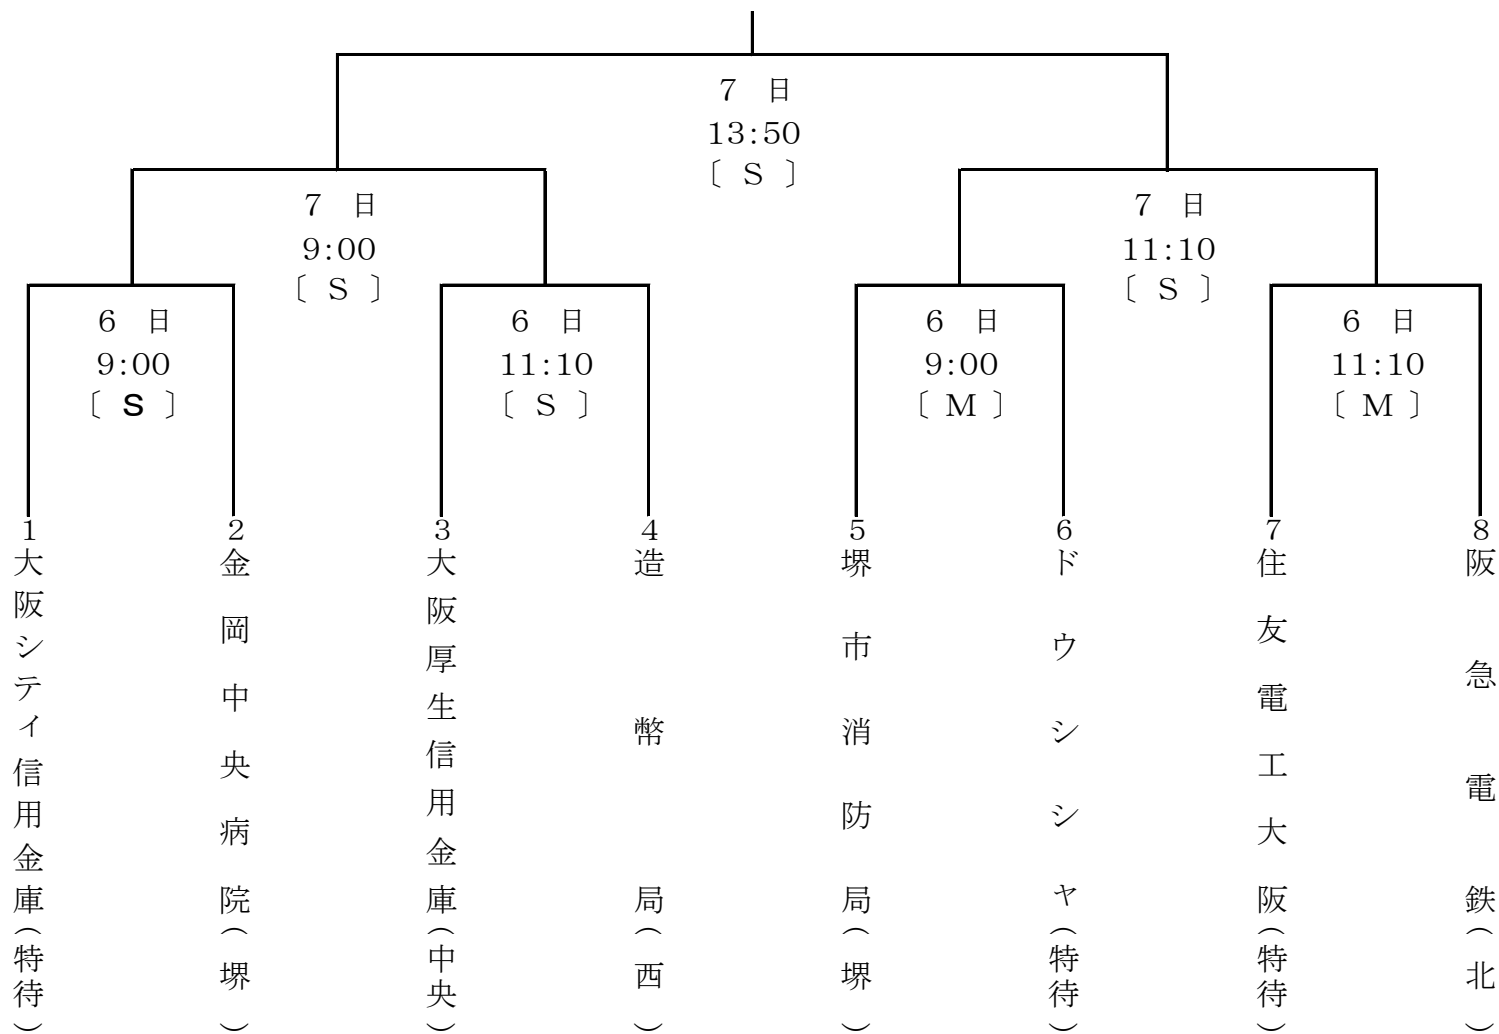 7 日
13:50
〔 S 〕
7 日
9:00
〔 S 〕
7 日
11:10
〔 S 〕
6 日
9:00
〔 S 〕
6 日
11:10
〔 S 〕
6 日
9:00
〔 M 〕
6 日
11:10
〔 M 〕
1大阪シティ信用金庫(特待)
2金岡中央病院(堺)
3大阪厚生信用金庫(中央)
4造幣局(西)
5堺市消防局(堺)
6ドウシシャ(特待)
7住友電工大阪(特待)
8阪急電鉄(北)